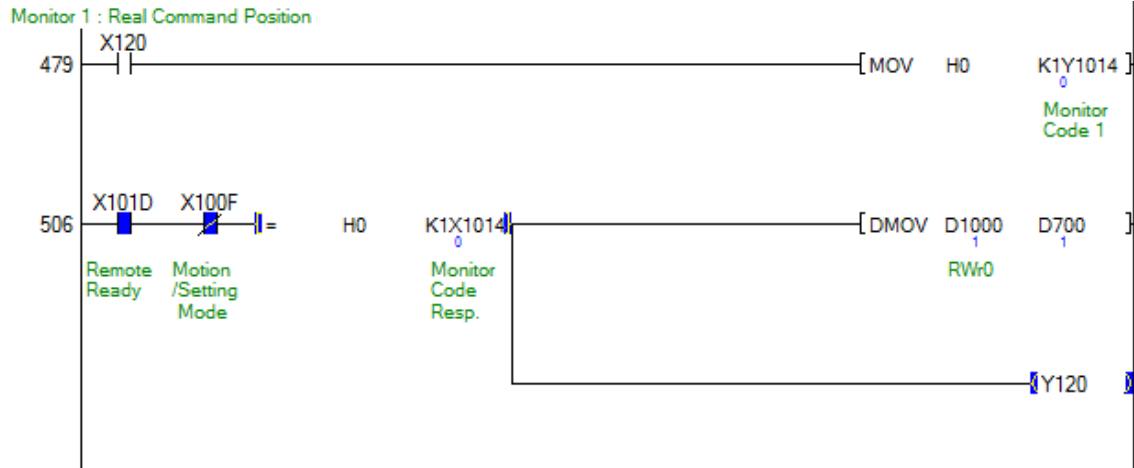 Monitor 1 : Real Command Position
X120
479 MOV H0 K1Y1014
0
Monitor
Code 1
X101D X100F
506 = H0 K1X1014 DMOV D1000 D700
0 1 1
Remote Motion Monitor RWr0
Ready /Setting Code
Mode Resp.
Y120